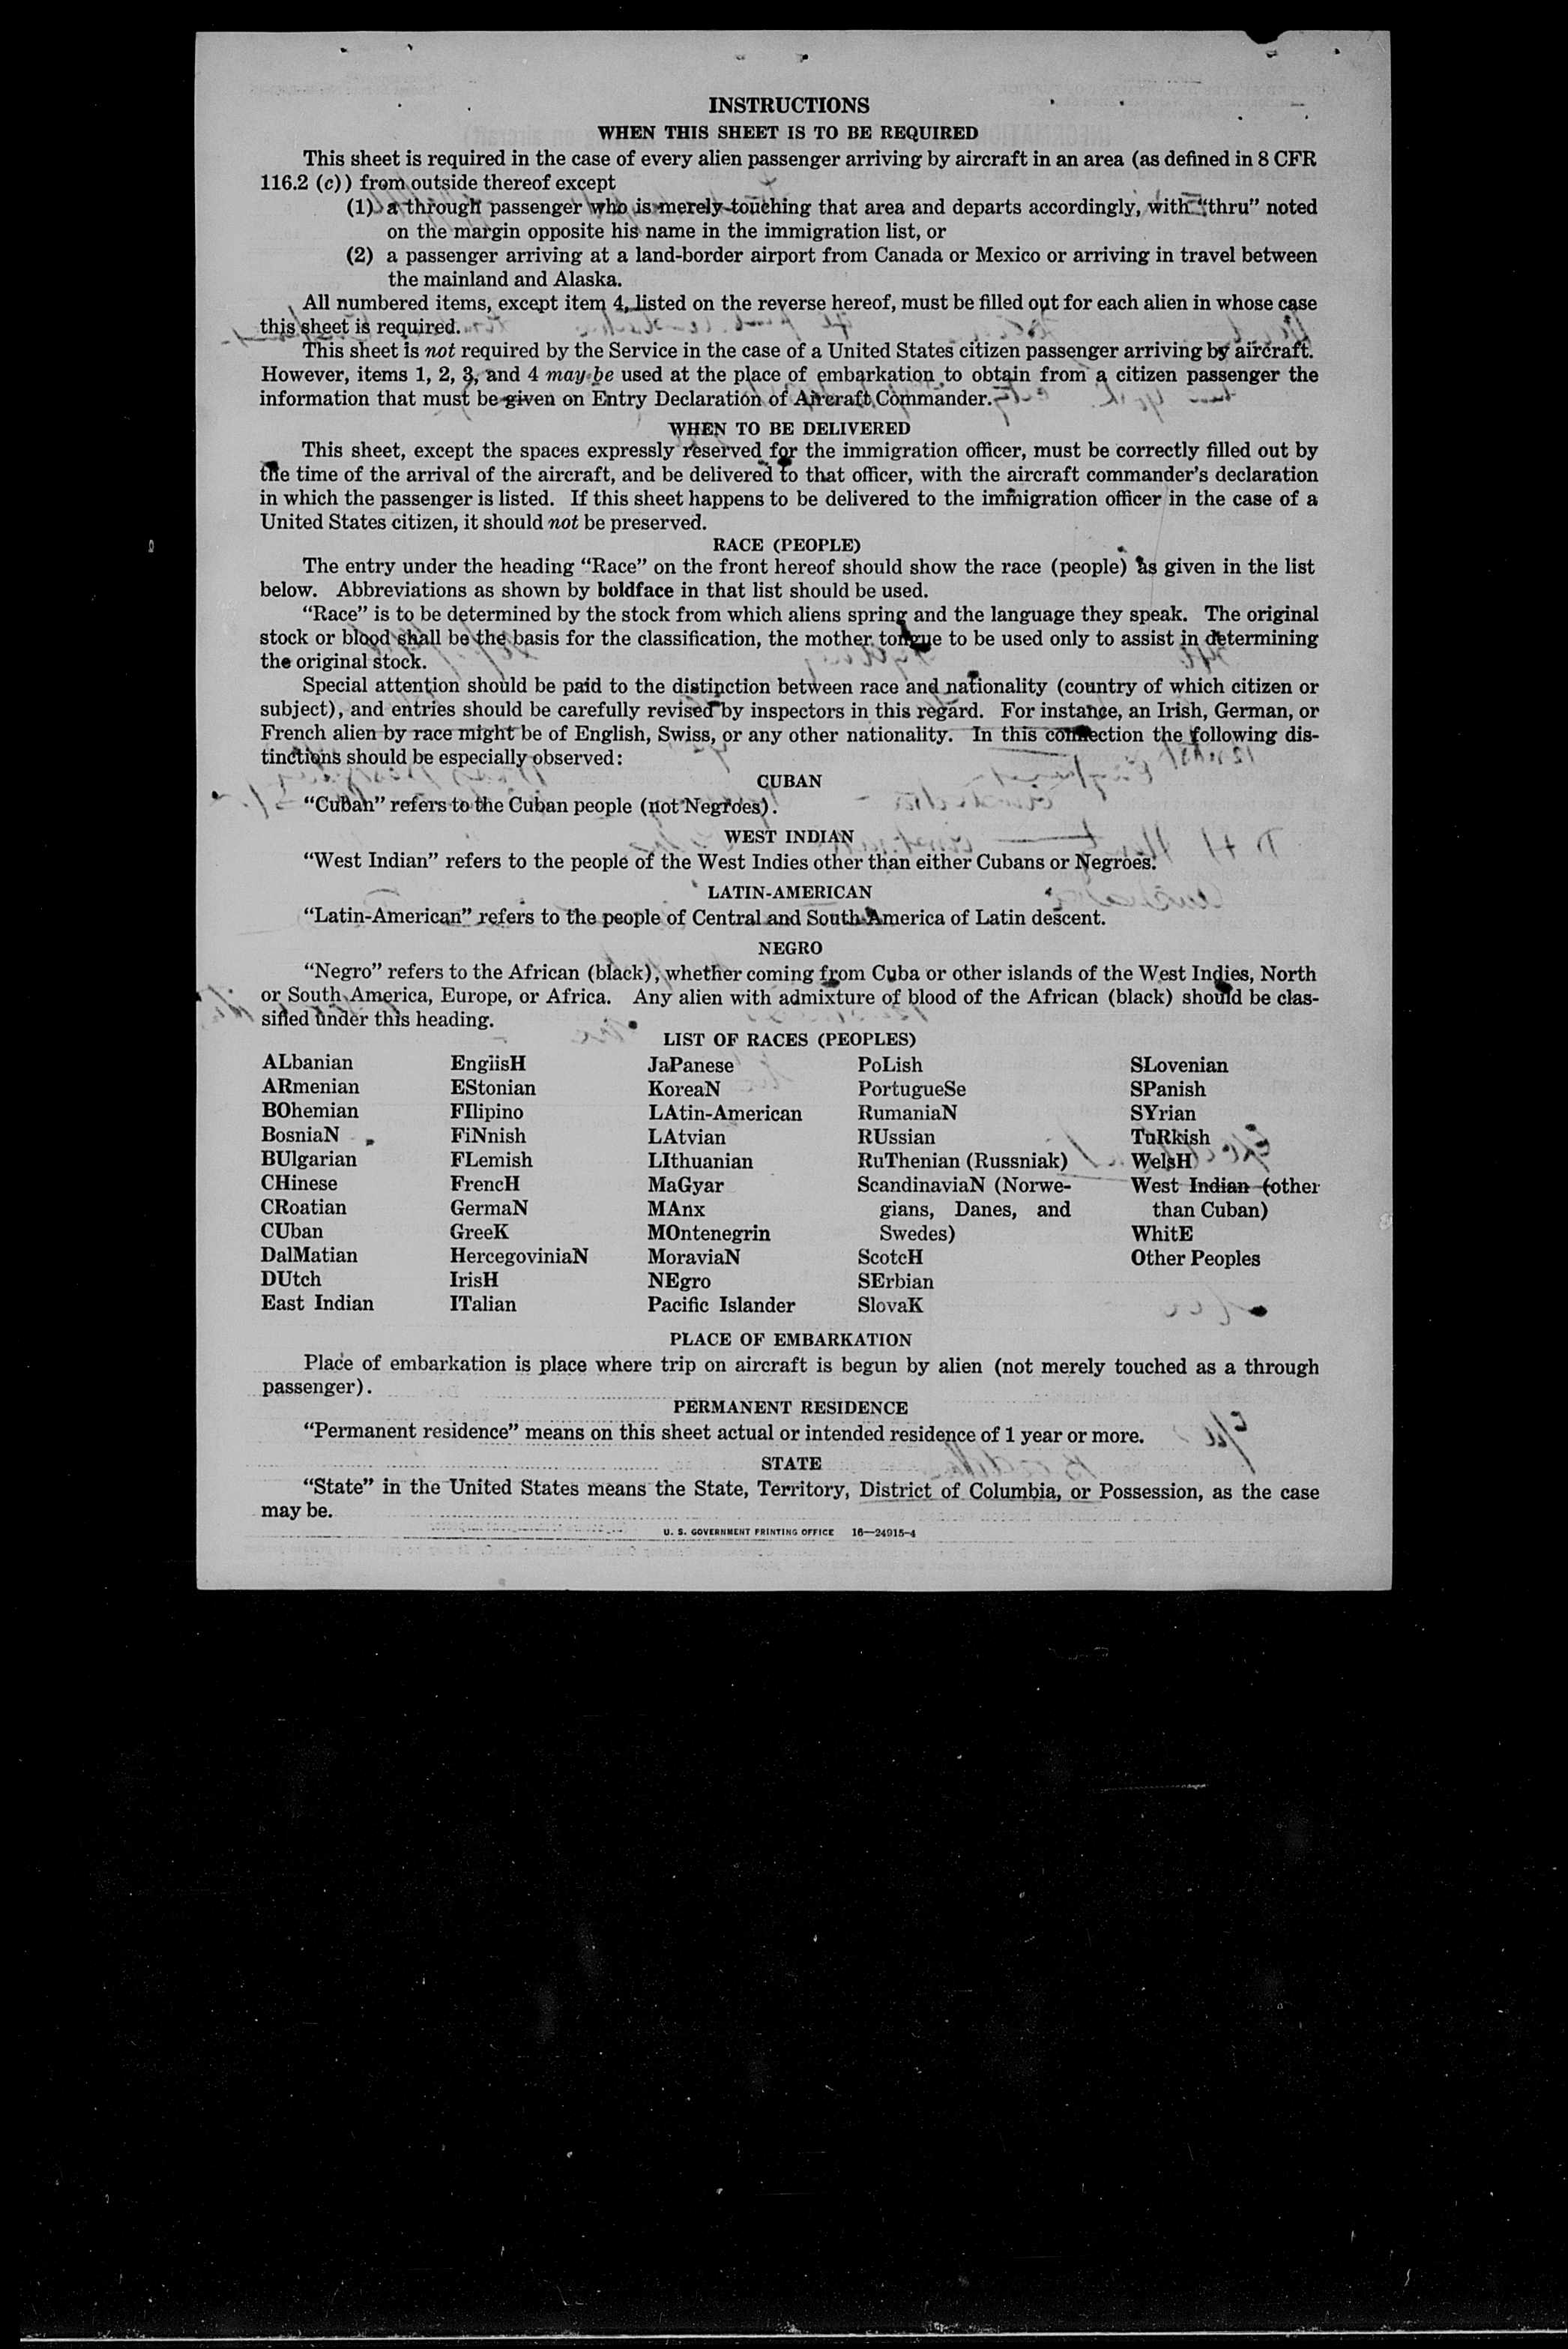 INSTRUCTIONS
WHEN THIS SHEET IS TO BE REQUIRED
This sheet is required in the case of every alien passenger arriving by aircraft in an area (as defined in 8 CFR
116.2 (c)) from outside thereof except
(1) a through passenger who is merely touching that area and departs accordingly, with “thru” noted
on the margin opposite his name in the immigration list, or
(2) a passenger arriving at a land-border airport from Canada or Mexico or arriving in travel between
the mainland and Alaska.
All numbered items, except item 4, listed on the reverse hereof, must be filled out for each alien in whose case
this sheet is required.
This sheet is not required by the Service in the case of a United States citizen passenger arriving by aircraft.
However, items 1, 2, 3, and 4 may be used at the place of embarkation to obtain from a citizen passenger the
information that must be given on Entry Declaration of Aircraft Commander.
WHEN TO BE DELIVERED
This sheet, except the spaces expressly reserved for the immigration officer, must be correctly filled out by
the time of the arrival of the aircraft, and be delivered to that officer, with the aircraft commander's declaration
in which the passenger is listed. If this sheet happens to be delivered to the immigration officer in the case of a
United States citizen, it should not be preserved.
RACE (PEOPLE)
The entry under the heading “Race” on the front hereof should show the race (people) as given in the list
below. Abbreviations as shown by boldface in that list should be used.
“Race” is to be determined by the stock from which aliens spring and the language they speak. The original
stock or blood shall be the basis for the classification, the mother tongue to be used only to assist in determining
the original stock.
Special attention should be paid to the distinction between race and nationality (country of which citizen or
subject), and entries should be carefully revised by inspectors in this regard. For instance, an Irish, German, or
French alien by race might be of English, Swiss, or any other nationality. In this connection the following dis-
tinctions should be especially observed:
CUBAN
“Cuban” refers to the Cuban people (not Negroes).
WEST INDIAN
“West Indian” refers to the people of the West Indies other than either Cubans or Negroes.
LATIN-AMERICAN
“Latin-American” refers to the people of Central and South America of Latin descent.
NEGRO
“Negro” refers to the African (black), whether coming from Cuba or other islands of the West Indies, North
or South America, Europe, or Africa. Any alien with admixture of blood of the African (black) should be clas-
sified under this heading.
LIST OF RACES (PEOPLES)
ALbanian
ARmenian
BOhemian
BosniaN
BUlgarian
CHinese
CRoatian
CUban
DalMatian
DUtch
East Indian
EnglisH
EStonian
FIlipino
FiNnish
FLemish
FrencH
GermaN
GreeK
HercegoviniaN
IrisH
ITalian
JaPanese
KoreaN
LAtin-American
LAtvian
LIthuanian
MaGyar
MAnx
MOntenegrin
MoraviaN
NEgro
Pacific Islander
PoLish
PortugueSe
RumaniaN
RUssian
RuThenian (Russniak)
ScandinaviaN (Norwe-
gians, Danes, and
Swedes)
ScotcH
SErbian
SlovaK
SLovenian
SPanish
SYrian
TuRkish
WelsH
West Indian (other
than Cuban)
WhitE
Other Peoples
PLACE OF EMBARKATION
Place of embarkation is place where trip on aircraft is begun by alien (not merely touched as a through
passenger).
PERMANENT RESIDENCE
“Permanent residence” means on this sheet actual or intended residence of 1 year or more.
STATE
“State” in the United States means the State, Territory, District of Columbia, or Possession, as the case
may be.
U. S. GOVERNMENT PRINTING OFFICE 16—24915-4